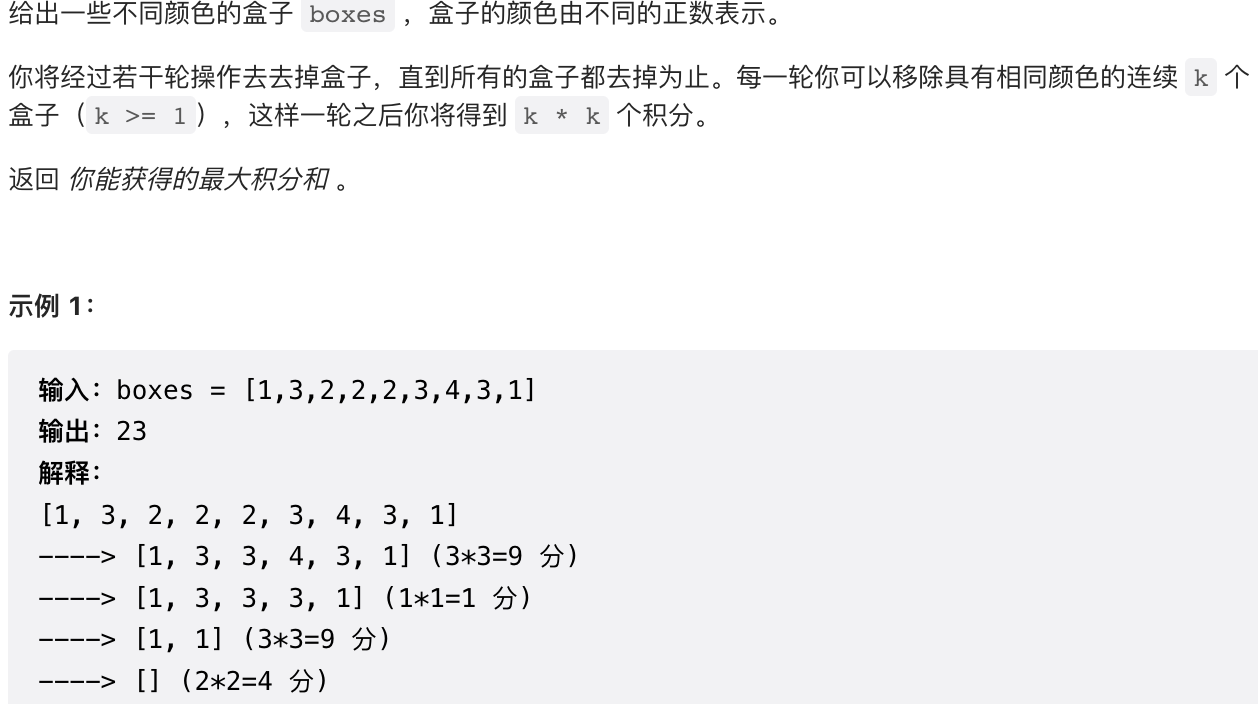 给出一些不同颜色的盒子 boxes ，盒子的颜色由不同的正数表示。
你将经过若干轮操作去去掉盒子，直到所有的盒子都去掉为止。每一轮你可以移除具有相同颜色的连续 k 个
盒子（k >= 1），这样一轮之后你将得到 k * k 个积分。
返回 你能获得的最大积分和 。
示例 1：
输入：boxes = [1,3,2,2,2,3,4,3,1]
输出：23
解释：
[1, 3, 2, 2, 2, 3, 4, 3, 1]
----> [1, 3, 3, 4, 3, 1] (3*3=9 分)
----> [1, 3, 3, 3, 1] (1*1=1 分)
----> [1, 1] (3*3=9 分)
----> [] (2*2=4 分)